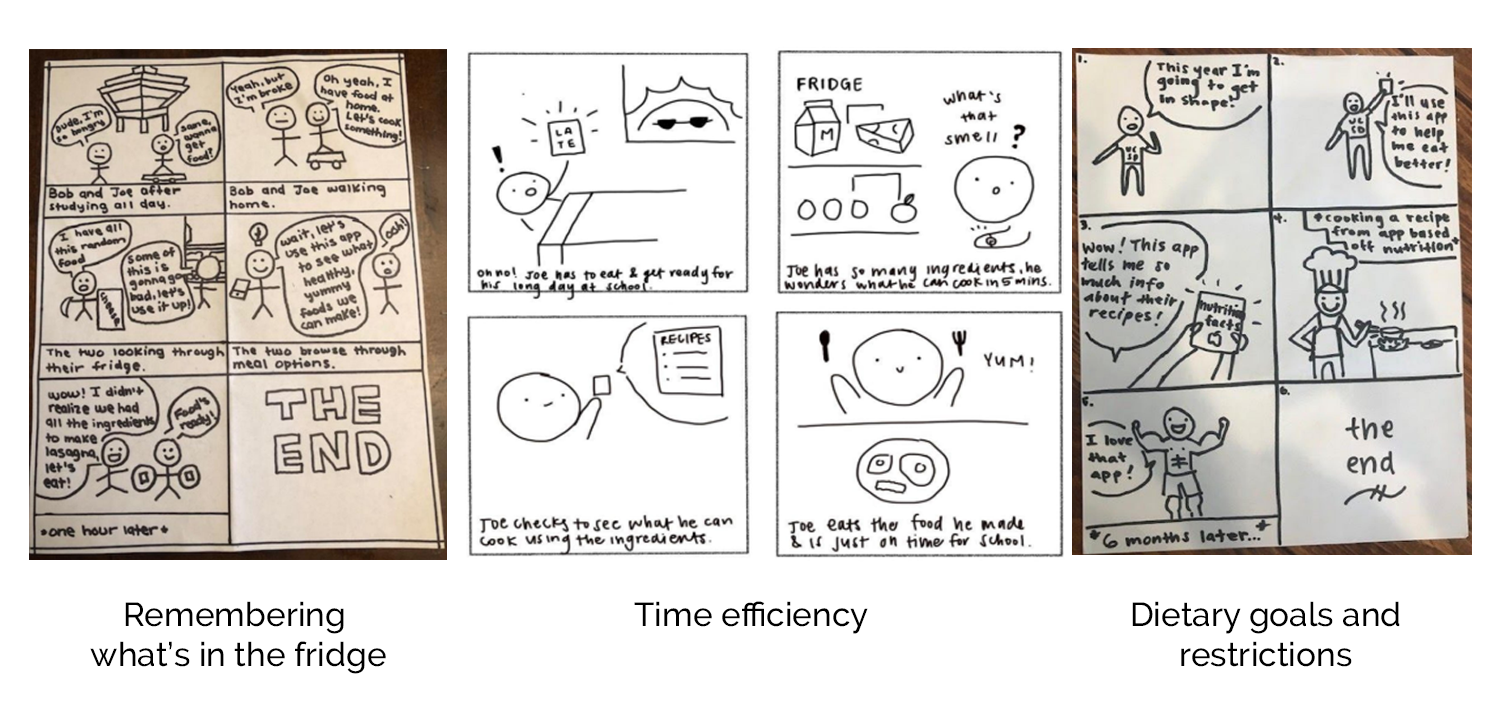 Dude, I'm
so hungry
same,
wanna
get
food?
Bob and Joe after
studying all day.
Yeah, but
I'm broke
Oh yeah, I
have food at
home.
Let's cook
something!
Bob and Joe walking
home.
I have all
this random
food
some of
this is
gonna go
bad, let's
use it up!
The two looking through
their fridge.
wait, let's
use this app
to see what
healthy,
yummy
foods we
can make!
Ooh!
The two browse through
meal options.
wow! I didn't
realize we had
all the ingredients
to make
lasagna,
let's
eat!
Food's
ready!
*one hour later*
THE
END
!
LA
TE
oh no! Joe has to eat & get ready for
his long day at school.
FRIDGE
M
what's
that
smell ?
Joe has so many ingredients, he
wonders what he can cook in 5 mins.
RECIPES
Joe checks to see what he can
cook using the ingredients.
YUM!
Joe eats the food he made
& is just on time for school.
1.
This year I'm
going to get
in shape!
UC
SD
2.
I'll use
this app
to help
me eat
better!
UC
SD
3.
Wow! This app
tells me so
much info
about their
recipes!
nutrition
facts
4.
*cooking a recipe
from app based
off nutrition*
5.
I love
that
app!
*6 months later...*
6.
the
end
Remembering
what's in the fridge
Time efficiency
Dietary goals and
restrictions